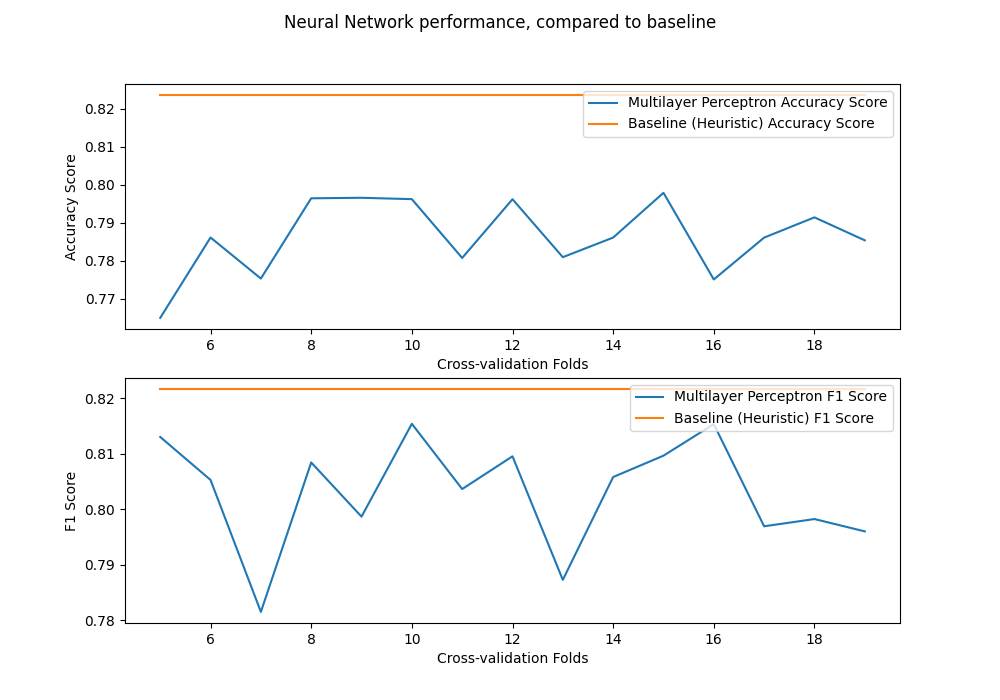 Neural Network performance, compared to baseline
0.82
0.81
0.80
0.79
0.78
0.77
Accuracy Score
Multilayer Perceptron Accuracy Score
Baseline (Heuristic) Accuracy Score
6 8 10 12 14 16 18
Cross-validation Folds
0.82
0.81
0.80
0.79
0.78
F1 Score
Multilayer Perceptron F1 Score
Baseline (Heuristic) F1 Score
6 8 10 12 14 16 18
Cross-validation Folds